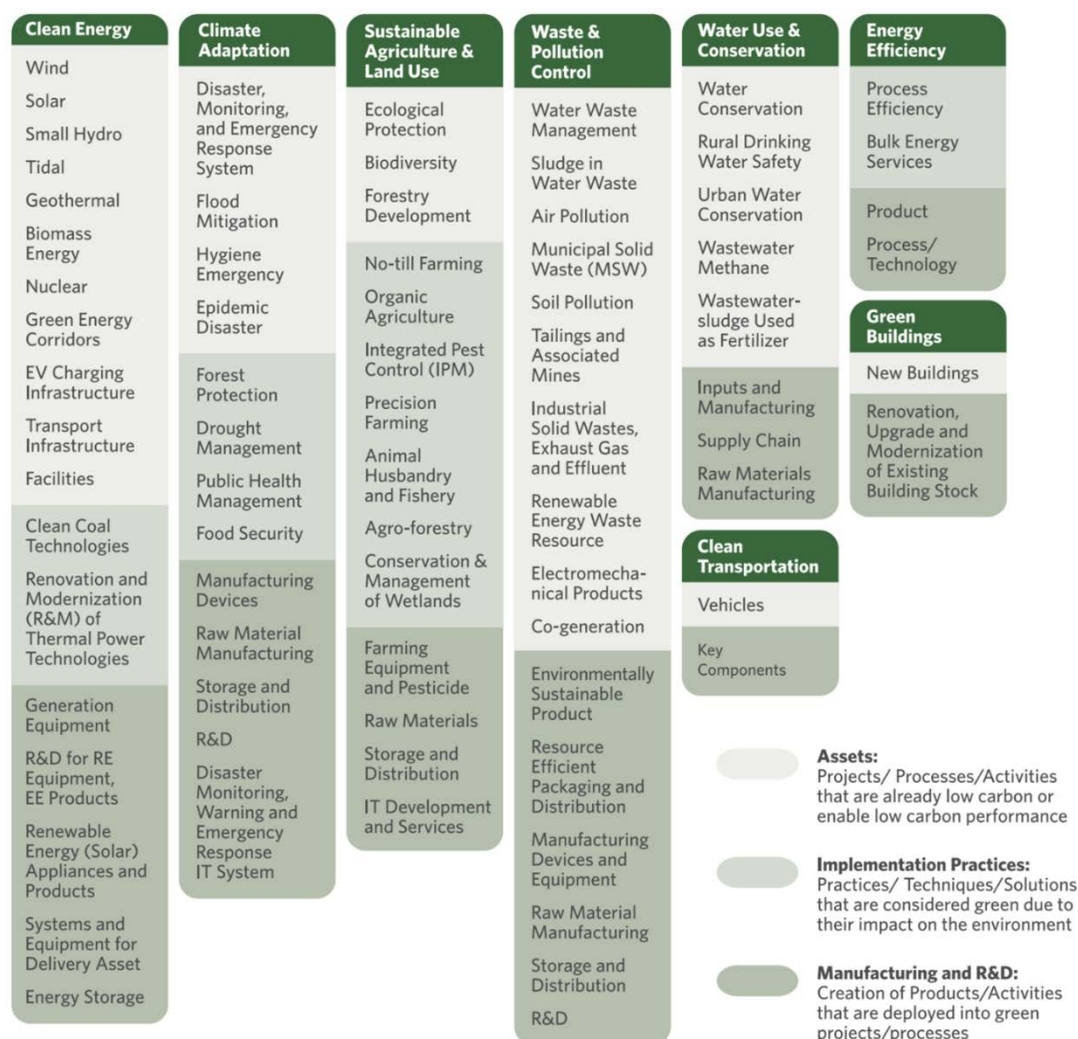 Clean Energy
Wind
Solar
Small Hydro
Tidal
Geothermal
Biomass
Energy
Nuclear
Green Energy
Corridors
EV Charging
Infrastructure
Transport
Infrastructure
Facilities
Clean Coal
Technologies
Renovation and
Modernization
(R&M) of
Thermal Power
Technologies
Generation
Equipment
R&D for RE
Equipment,
EE Products
Renewable
Energy (Solar)
Appliances and
Products
Systems and
Equipment for
Delivery Asset
Energy Storage
Climate
Adaptation
Disaster,
Monitoring,
and Emergency
Response
System
Flood
Mitigation
Hygiene
Emergency
Epidemic
Disaster
Forest
Protection
Drought
Management
Public Health
Management
Food Security
Manufacturing
Devices
Raw Material
Manufacturing
Storage and
Distribution
R&D
Disaster
Monitoring,
Warning and
Emergency
Response
IT System
Sustainable
Agriculture &
Land Use
Ecological
Protection
Biodiversity
Forestry
Development
No-till Farming
Organic
Agriculture
Integrated Pest
Control (IPM)
Precision
Farming
Animal
Husbandry
and Fishery
Agro-forestry
Conservation &
Management
of Wetlands
Farming
Equipment
and Pesticide
Raw Materials
Storage and
Distribution
IT Development
and Services
Waste &
Pollution
Control
Water Waste
Management
Sludge in
Water Waste
Air Pollution
Municipal Solid
Waste (MSW)
Soil Pollution
Tailings and
Associated
Mines
Industrial
Solid Wastes,
Exhaust Gas
and Effluent
Renewable
Energy Waste
Resource
Electromecha-
nical Products
Co-generation
Environmentally
Sustainable
Product
Resource
Efficient
Packaging and
Distribution
Manufacturing
Devices and
Equipment
Raw Material
Manufacturing
Storage and
Distribution
R&D
Water Use &
Conservation
Water
Conservation
Rural Drinking
Water Safety
Urban Water
Conservation
Wastewater
Methane
Wastewater-
sludge Used
as Fertilizer
Inputs and
Manufacturing
Supply Chain
Raw Materials
Manufacturing
Clean
Transportation
Vehicles
Key
Components
Energy
Efficiency
Process
Efficiency
Bulk Energy
Services
Product
Process/
Technology
Green
Buildings
New Buildings
Renovation,
Upgrade and
Modernization
of Existing
Building Stock
Assets:
Projects/ Processes/Activities
that are already low carbon or
enable low carbon performance
Implementation Practices:
Practices/ Techniques/Solutions
that are considered green due to
their impact on the environment
Manufacturing and R&D:
Creation of Products/Activities
that are deployed into green
projects/processes